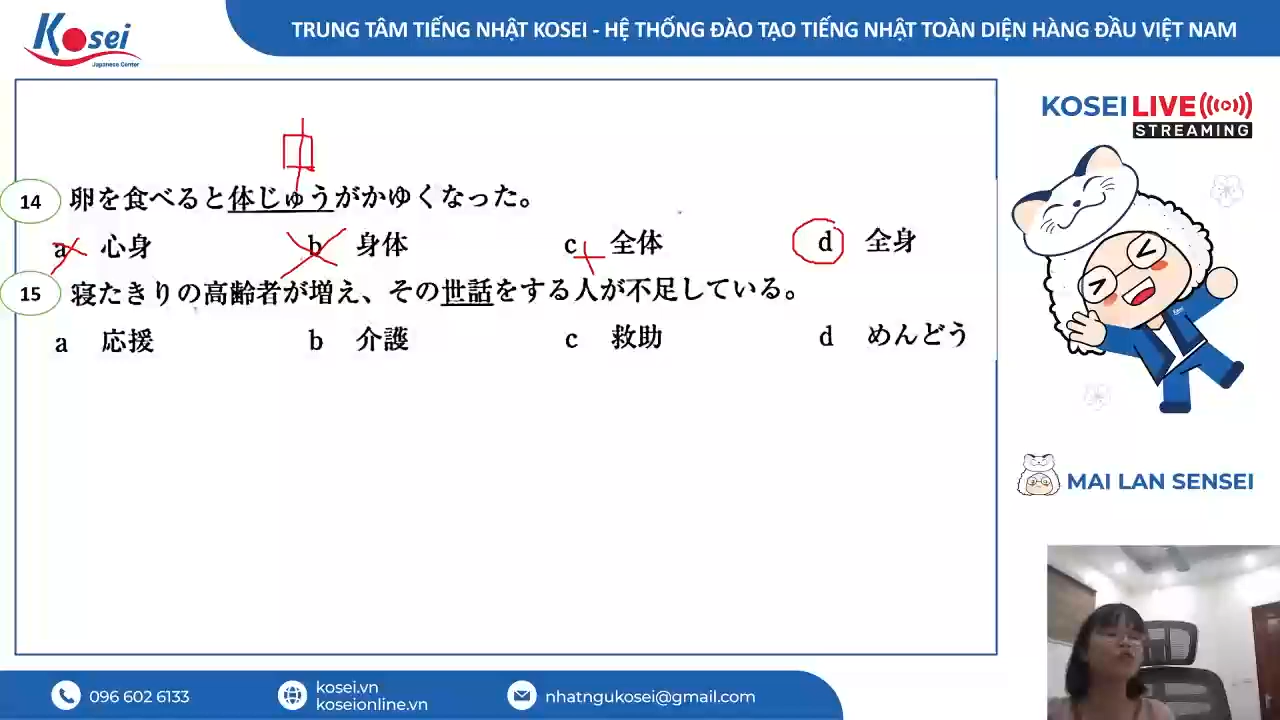 Kosei
Japanese Center
TRUNG TÂM TIẾNG NHẬT KOSEI - HỆ THỐNG ĐÀO TẠO TIẾNG NHẬT TOÀN DIỆN HÀNG ĐẦU VIỆT NAM
KOSEI LIVE
STREAMING
中
14 卵を食べると体じゅうがかゆくなった。
a 心身 b 身体 c 全体 d 全身
15 寝たきりの高齢者が増え、その世話をする人が不足している。
a 応援 b 介護 c 救助 d めんどう
MAI LAN SENSEI
096 602 6133
kosei.vn
koseionline.vn
nhatngukosei@gmail.com